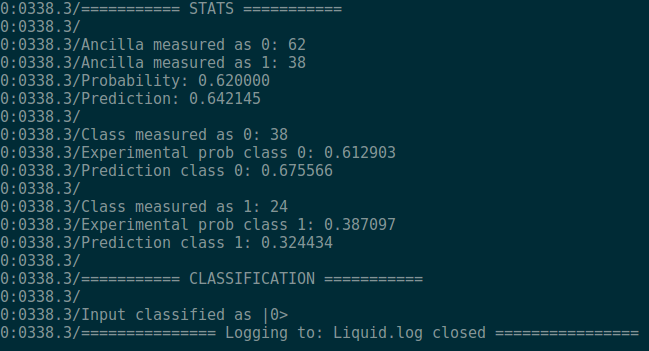 0:0338.3/=========== STATS ===========
0:0338.3/
0:0338.3/Ancilla measured as 0: 62
0:0338.3/Ancilla measured as 1: 38
0:0338.3/Probability: 0.620000
0:0338.3/Prediction: 0.642145
0:0338.3/
0:0338.3/Class measured as 0: 38
0:0338.3/Experimental prob class 0: 0.612903
0:0338.3/Prediction class 0: 0.675566
0:0338.3/
0:0338.3/Class measured as 1: 24
0:0338.3/Experimental prob class 1: 0.387097
0:0338.3/Prediction class 1: 0.324434
0:0338.3/
0:0338.3/=========== CLASSIFICATION ===========
0:0338.3/
0:0338.3/Input classified as |0>
0:0338.3/=============== Logging to: Liquid.log closed ================